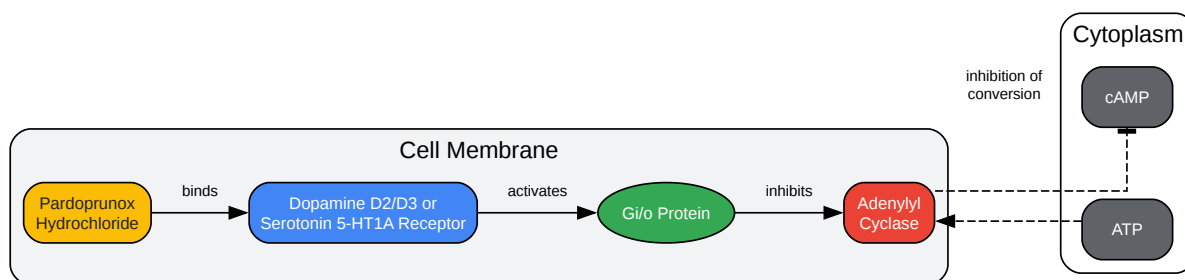 Cytoplasm
inhibition of
conversion
cAMP
Cell Membrane
Pardoprunox
Hydrochloride
binds
Dopamine D2/D3 or
Serotonin 5-HT1A Receptor
activates
Gi/o Protein
inhibits
Adenylyl
Cyclase
ATP